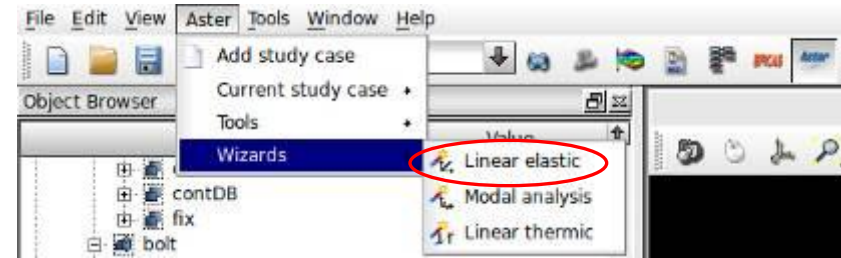 File Edit View Aster Tools Window Help
Add study case
Current study case
Object Browser
Tools
Value
Wizards
Linear elastic
contDB
Modal analysis
fix
Linear thermic
bolt